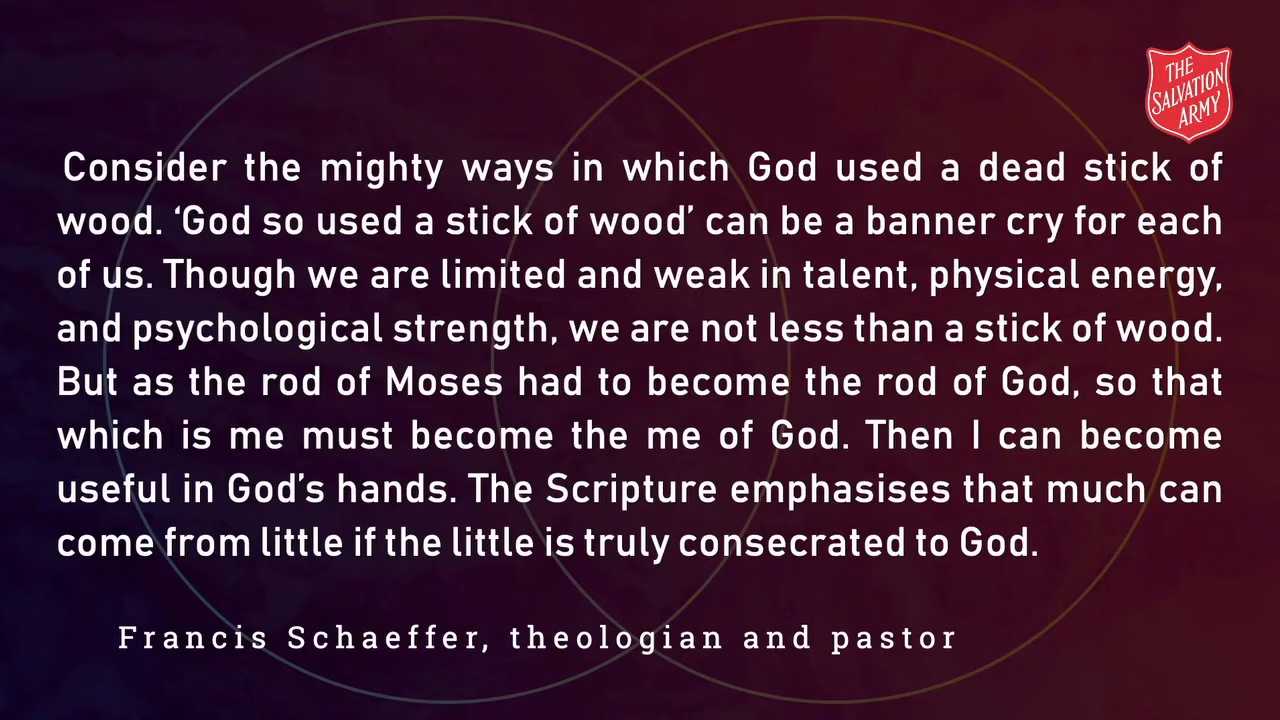 THE
SALVATION
ARMY
Consider the mighty ways in which God used a dead stick of
wood. ‘God so used a stick of wood’ can be a banner cry for each
of us. Though we are limited and weak in talent, physical energy,
and psychological strength, we are not less than a stick of wood.
But as the rod of Moses had to become the rod of God, so that
which is me must become the me of God. Then I can become
useful in God’s hands. The Scripture emphasises that much can
come from little if the little is truly consecrated to God.
Francis Schaeffer, theologian and pastor